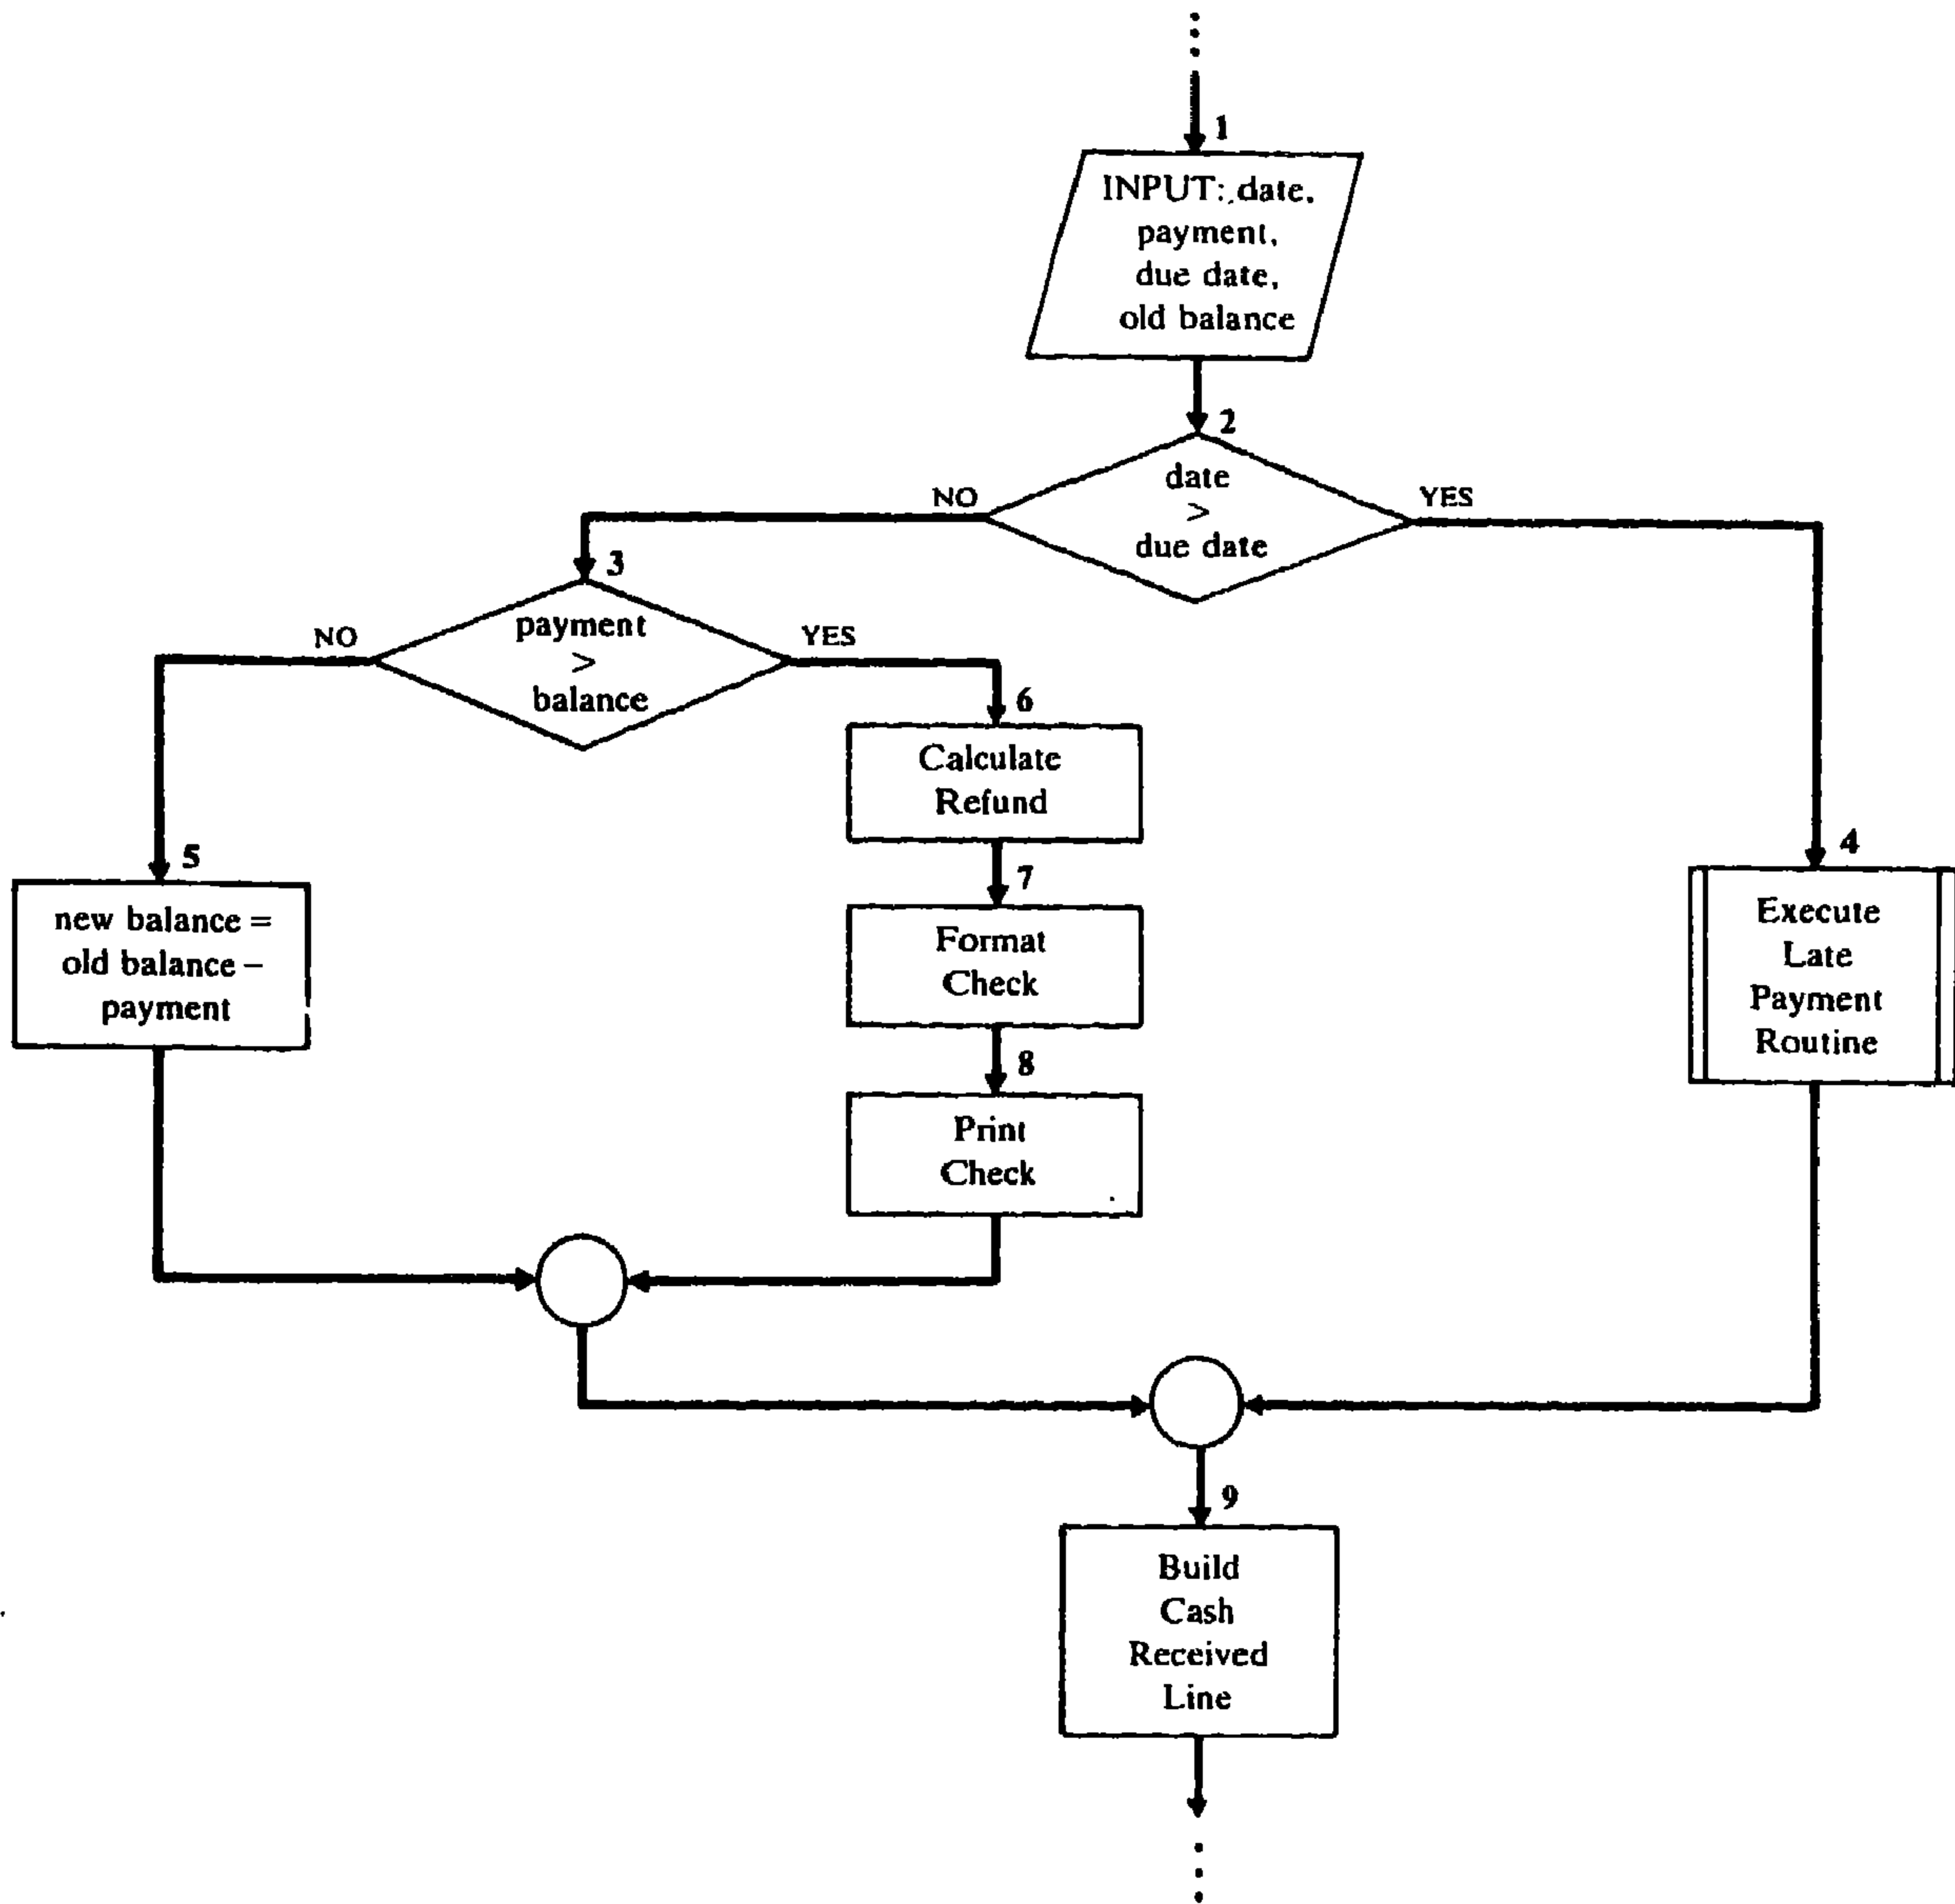 1
INPUT: date,
payment,
due date,
old balance
2
date
>
due date
NO
YES
3
payment
>
balance
NO
YES
6
Calculate
Refund
5
new balance =
old balance –
payment
7
Format
Check
4
Execute
Late
Payment
Routine
8
Print
Check
9
Build
Cash
Received
Line